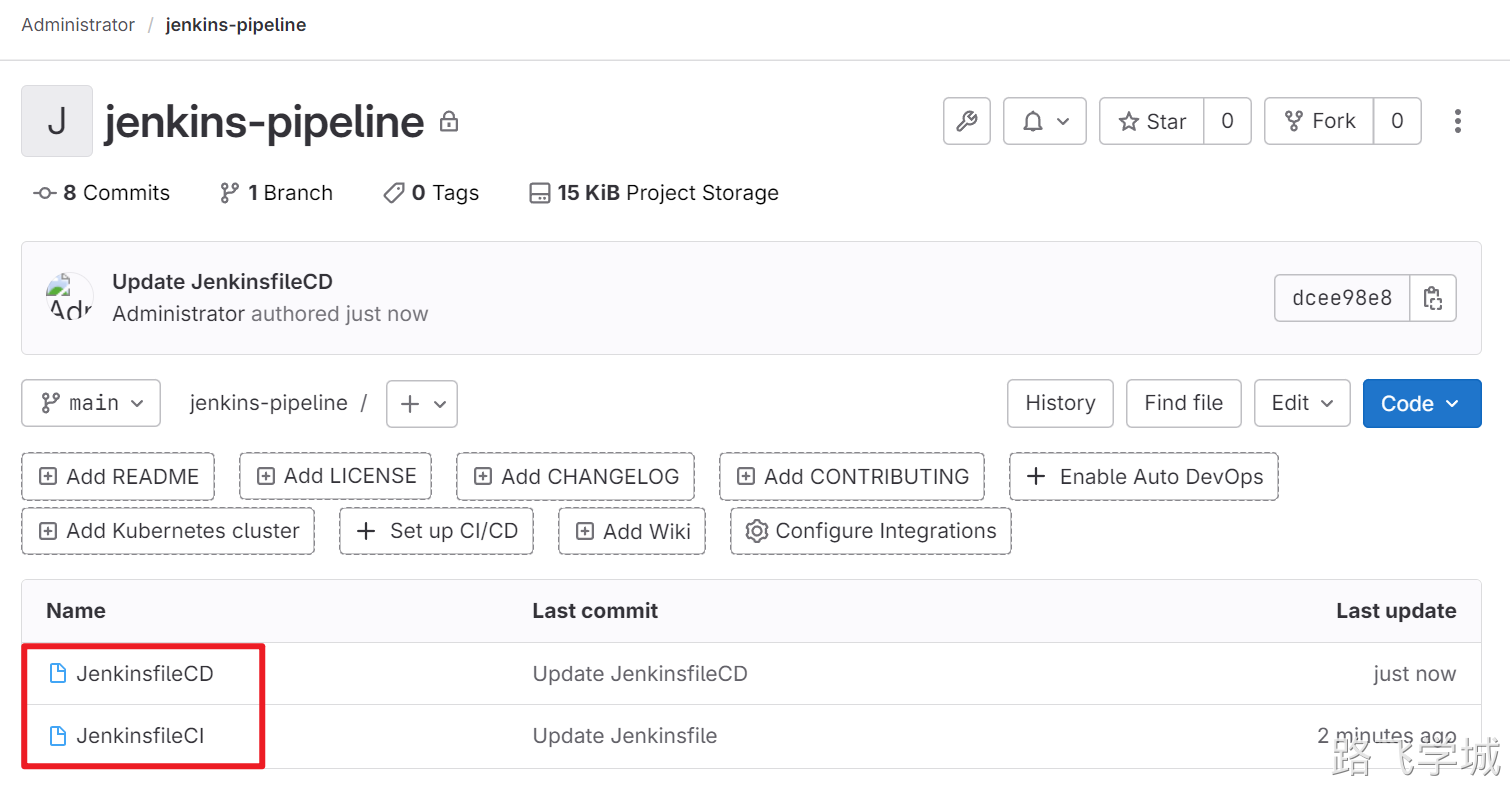 Administrator / jenkins-pipeline
J jenkins-pipeline
Star 0 Fork 0
8 Commits 1 Branch 0 Tags 15 KiB Project Storage
Update JenkinsfileCD
Administrator authored just now
Adr
dcee98e8
main jenkins-pipeline / + History Find file Edit Code
Add README Add LICENSE Add CHANGELOG Add CONTRIBUTING + Enable Auto DevOps
Add Kubernetes cluster + Set up CI/CD Add Wiki Configure Integrations
Name Last commit Last update
JenkinsfileCD Update JenkinsfileCD just now
JenkinsfileCI Update Jenkinsfile 2 minutes ago
路飞学城